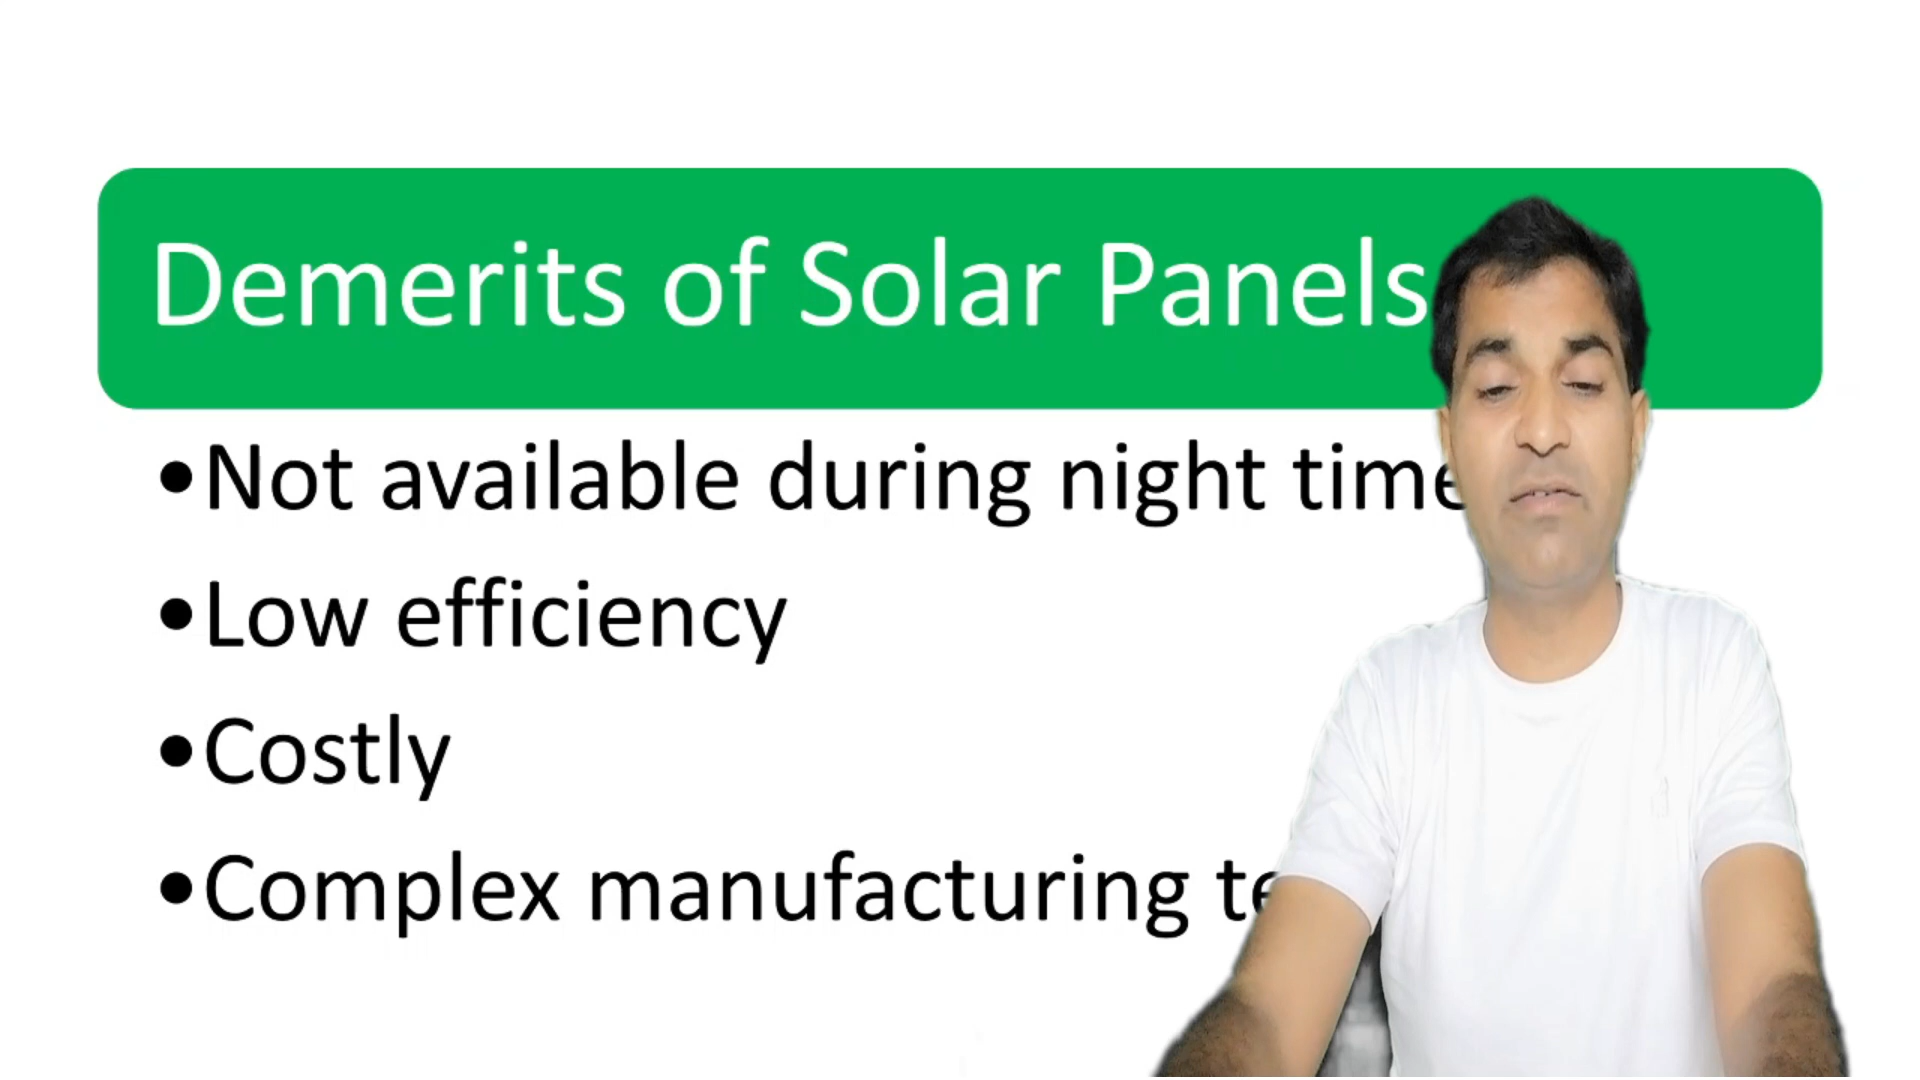 Demerits of Solar Panels
•Not available during night time
•Low efficiency
•Costly
•Complex manufacturing